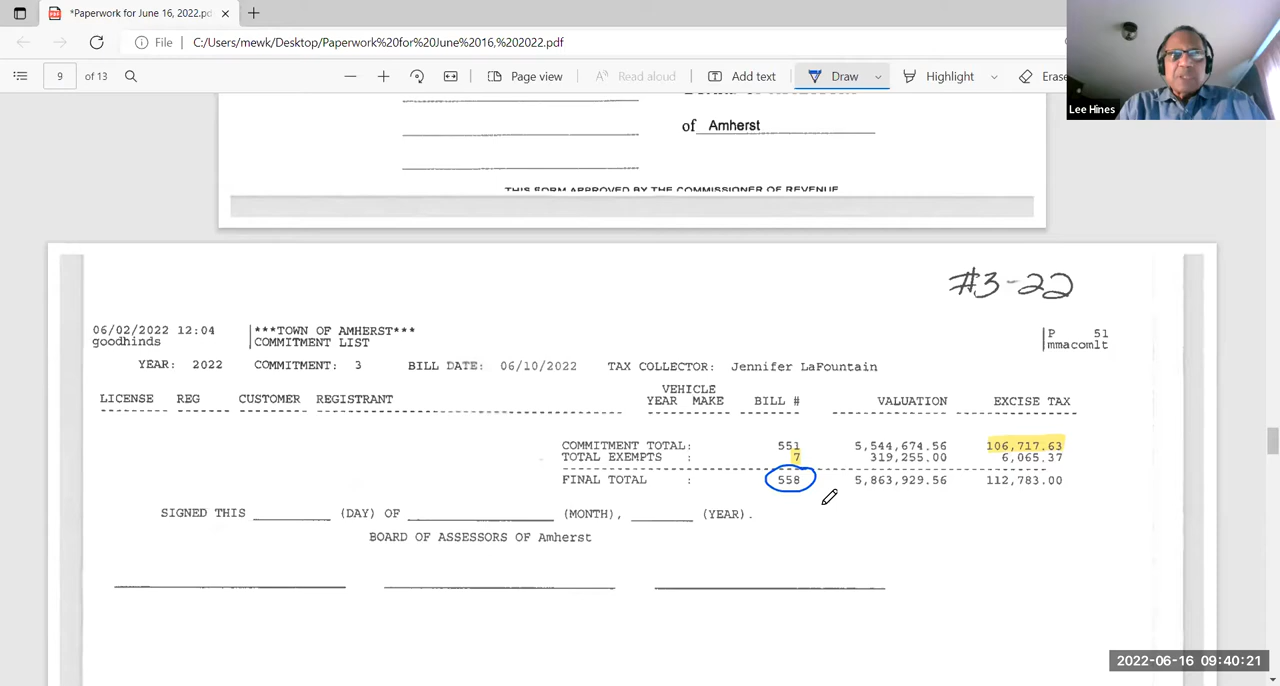 *Paperwork for June 16, 2022.pd
File C:/Users/mewk/Desktop/Paperwork%20for%20June%2016,%202022.pdf
9 of 13 Page view Read aloud Add text Draw Highlight Eras
Lee Hines
of Amherst
THIS FORM APPROVED BY THE COMMISSIONER OF REVENUE
#3-22
06/02/2022 12:04 ***TOWN OF AMHERST*** P 51
goodhinds COMMITMENT LIST mmacomlt
YEAR: 2022 COMMITMENT: 3 BILL DATE: 06/10/2022 TAX COLLECTOR: Jennifer LaFountain
VEHICLE
LICENSE REG CUSTOMER REGISTRANT YEAR MAKE BILL # VALUATION EXCISE TAX
COMMITMENT TOTAL: 551 5,544,674.56 106,717.63
TOTAL EXEMPTS : 7 319,255.00 6,065.37
FINAL TOTAL : 558 5,863,929.56 112,783.00
SIGNED THIS (DAY) OF (MONTH), (YEAR).
BOARD OF ASSESSORS OF Amherst
2022-06-16 09:40:21